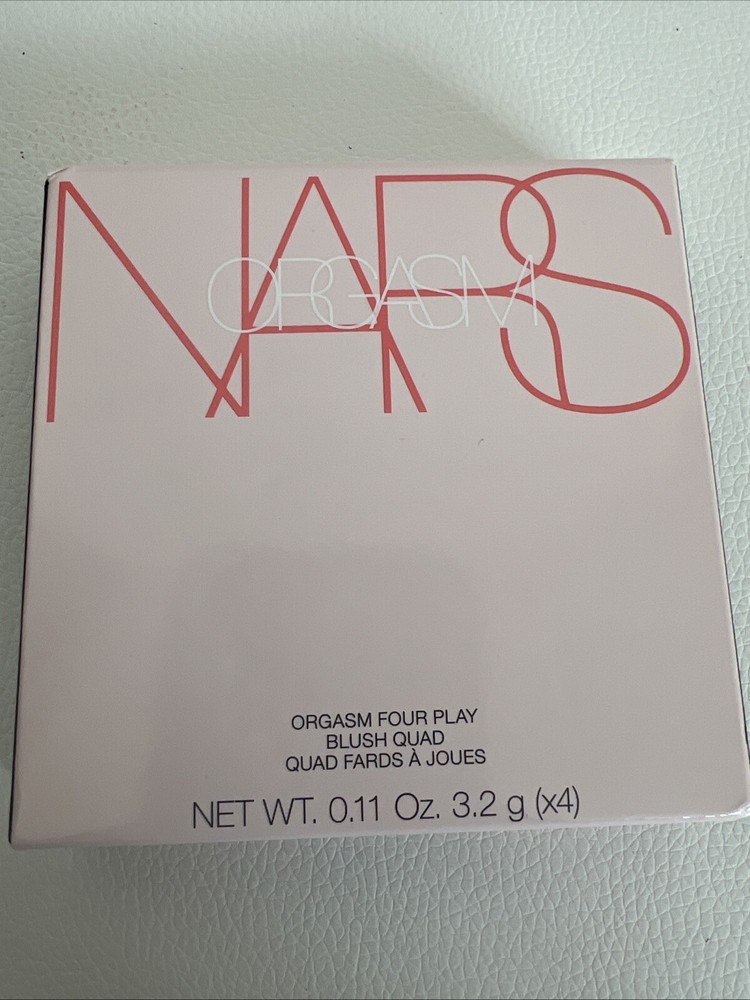 NARS
ORGASM
ORGASM FOUR PLAY
BLUSH QUAD
QUAD FARDS À JOUES
NET WT. 0.11 Oz. 3.2 g (x4)